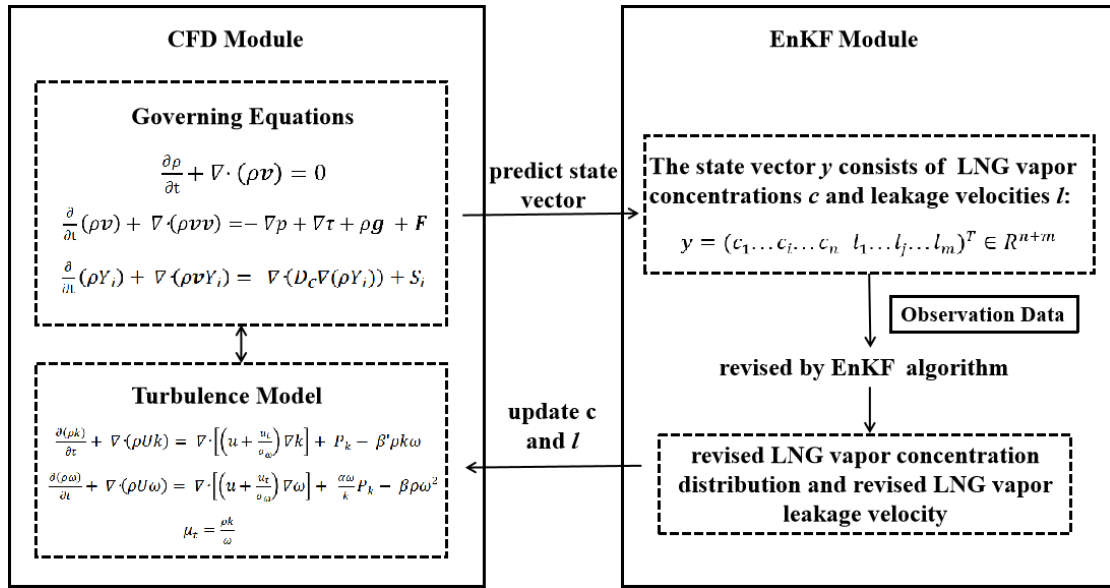 CFD Module
Governing Equations
∂ρ/∂t + ∇· (ρv) = 0
∂/∂t (ρv) + ∇·(ρvv) =− ∇p + ∇τ + ρg + F
∂/∂t (ρY_i) + ∇·(ρvY_i) = ∇·(D_C∇(ρY_i)) + S_i
Turbulence Model
∂(ρk)/∂t + ∇·(ρUk) = ∇·[(u + u_t/σ_ω) ∇k] + P_k − β'ρkω
∂(ρω)/∂t + ∇·(ρUω) = ∇·[(u + u_t/σ_ω) ∇ω] + αω/k P_k − βρω²
μ_t = ρk/ω
predict state
vector
update c
and l
EnKF Module
The state vector y consists of LNG vapor
concentrations c and leakage velocities l:
y = (c_1…c_i…c_n l_1…l_j…l_m)^T ∈ R^{n+m}
Observation Data
revised by EnKF algorithm
revised LNG vapor concentration
distribution and revised LNG vapor
leakage velocity